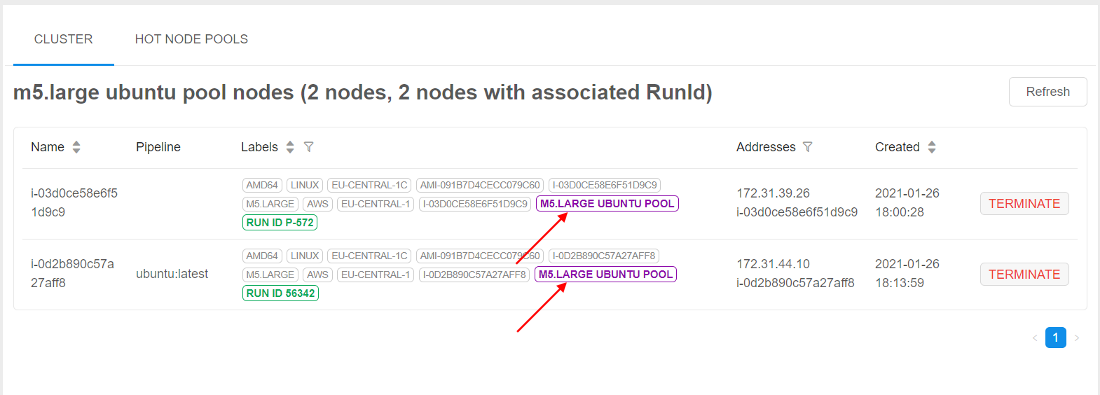 CLUSTER HOT NODE POOLS
m5.large ubuntu pool nodes (2 nodes, 2 nodes with associated RunId) Refresh
Name Pipeline Labels Addresses Created
i-03d0ce58e6f5 AMD64 LINUX EU-CENTRAL-1C AMI-091B7D4CECC079C60 I-03D0CE58E6F51D9C9 172.31.39.26 2021-01-26
1d9c9 M5.LARGE AWS EU-CENTRAL-1 I-03D0CE58E6F51D9C9 M5.LARGE UBUNTU POOL i-03d0ce58e6f51d9c9 18:00:28 TERMINATE
RUN ID P-572
i-0d2b890c57a AMD64 LINUX EU-CENTRAL-1C AMI-091B7D4CECC079C60 I-0D2B890C57A27AFF8 172.31.44.10 2021-01-26
27aff8 ubuntu:latest M5.LARGE AWS EU-CENTRAL-1 I-0D2B890C57A27AFF8 M5.LARGE UBUNTU POOL i-0d2b890c57a27aff8 18:13:59 TERMINATE
RUN ID 56342
1